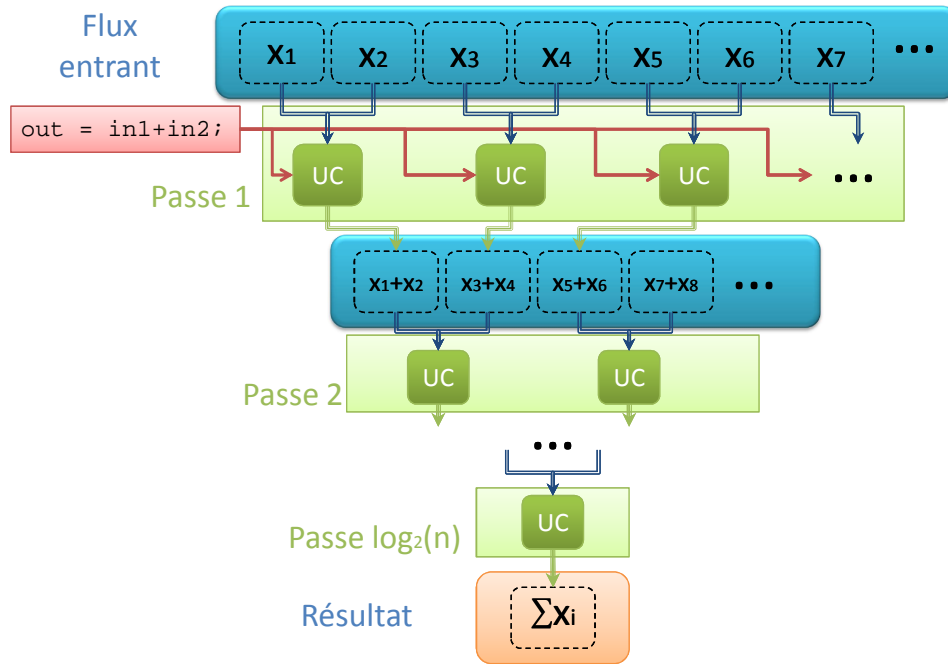 Flux
entrant
X1 X2 X3 X4 X5 X6 X7 ...
out = in1+in2;
UC UC UC ...
Passe 1
x1+x2 x3+x4 x5+x6 x7+x8 ...
UC UC
Passe 2
...
UC
Passe log2(n)
Résultat
∑xi